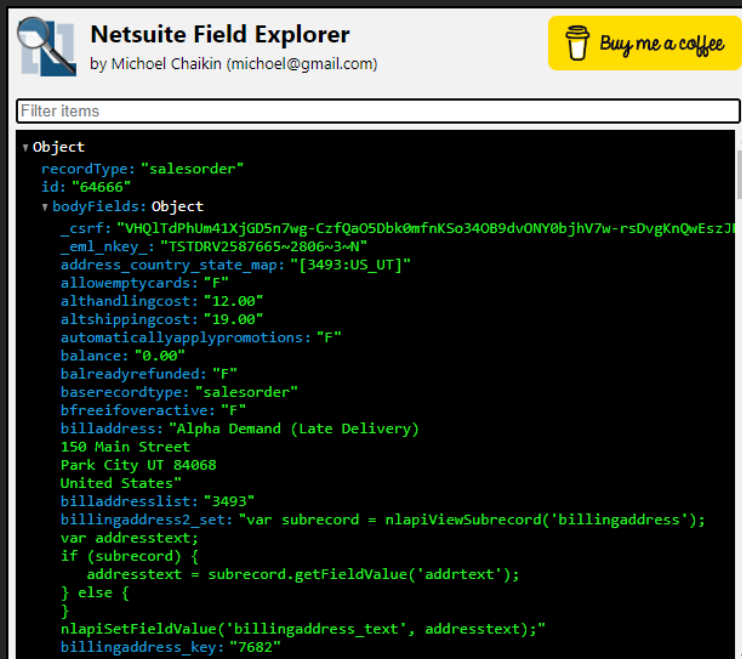 Netsuite Field Explorer
by Michoel Chaikin (michoel@gmail.com)
Buy me a coffee
Filter items
Object
recordType: "salesorder"
id: "64666"
bodyFields: Object
_csrf: "VHQlTdPhUm41XjGD5n7wg-CzfQaO5Dbk0mfnKSo34OB9dvONY0bjhV7w-rsDvgKnQwEszJ
_eml_nkey_: "TSTDRV2587665~2806~3~N"
address_country_state_map: "[3493:US_UT]"
allowemptycards: "F"
althandlingcost: "12.00"
altshippingcost: "19.00"
automaticallyapplypromotions: "F"
balance: "0.00"
balreadyrefunded: "F"
baserecordtype: "salesorder"
bfreeifoveractive: "F"
billaddress: "Alpha Demand (Late Delivery)
150 Main Street
Park City UT 84068
United States"
billaddresslist: "3493"
billingaddress2_set: "var subrecord = nlapiViewSubrecord('billingaddress');
var addresstext;
if (subrecord) {
addresstext = subrecord.getFieldValue('addrtext');
} else {
}
nlapiSetFieldValue('billingaddress_text', addresstext);"
billingaddress_key: "7682"